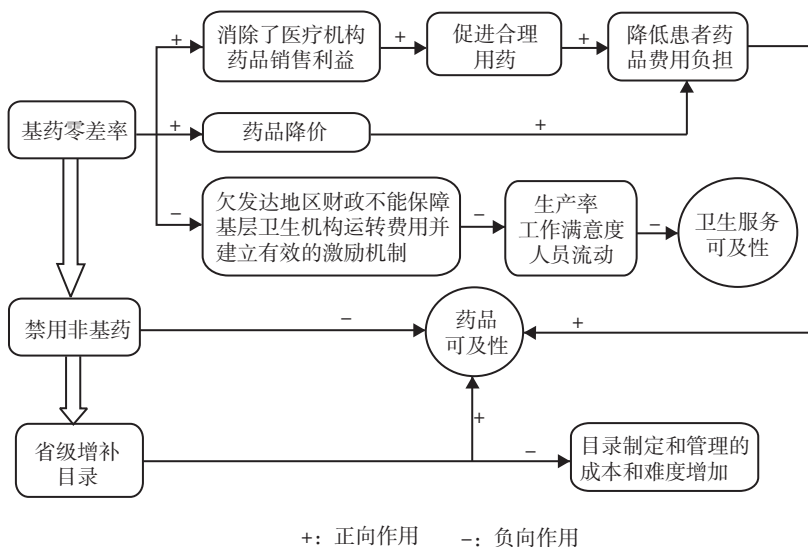 消除了医疗机构
药品销售利益
促进合理
用药
降低患者药
品费用负担
+
+
+
基药零差率
+
药品降价
+
−
欠发达地区财政不能保障
基层卫生机构运转费用并
建立有效的激励机制
−
生产率
工作满意度
人员流动
−
卫生服务
可及性
禁用非基药
−
药品
可及性
+
+
省级增补
目录
−
目录制定和管理的
成本和难度增加
+：正向作用 −：负向作用